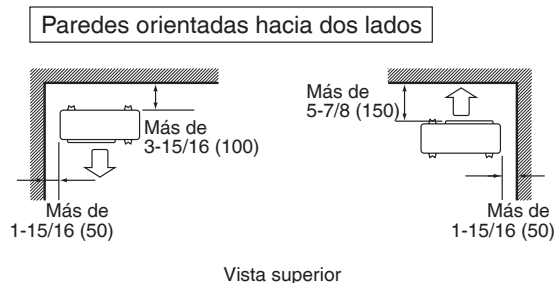 Paredes orientadas hacia dos lados
Más de
3-15/16 (100)
Más de
1-15/16 (50)
Más de
5-7/8 (150)
Más de
1-15/16 (50)
Vista superior